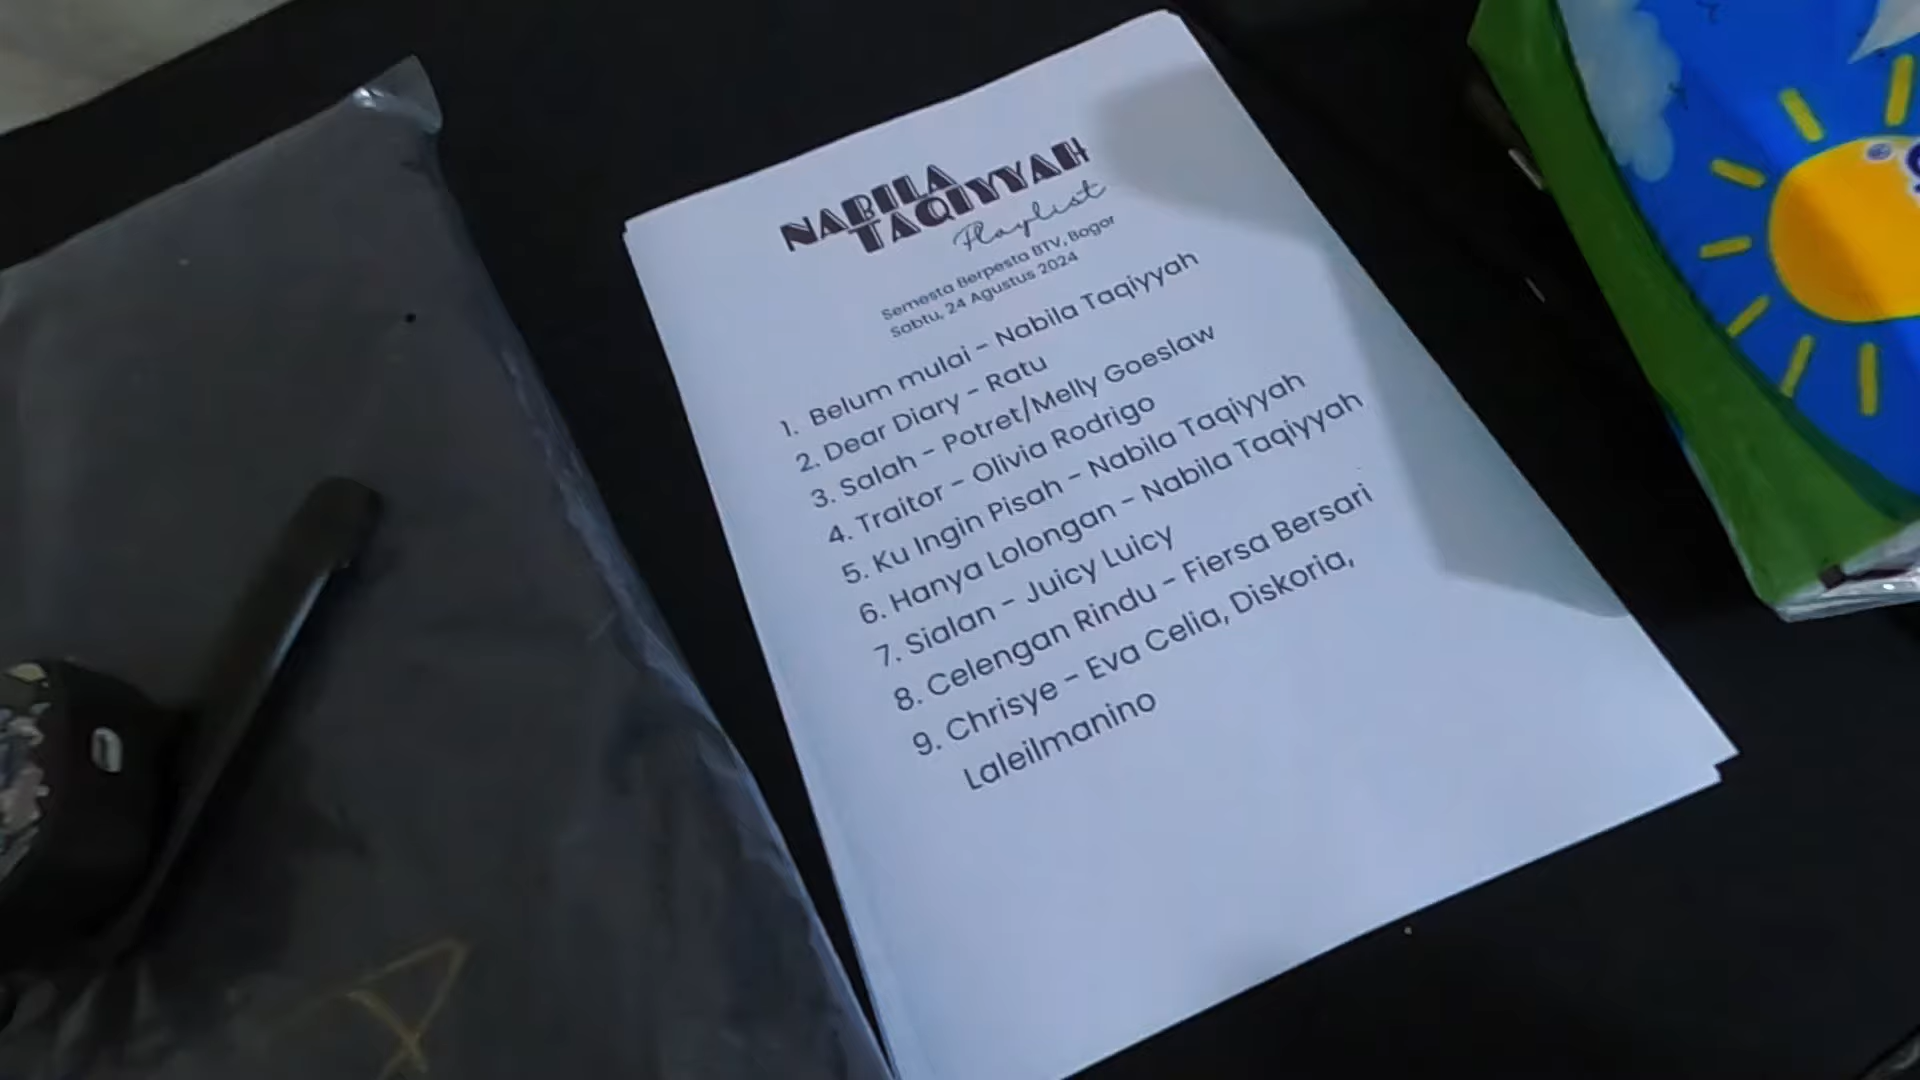 NABILA
TAQIYYAH
Playlist
Semesta Berpesta BTV, Bogor
Sabtu, 24 Agustus 2024
1. Belum mulai - Nabila Taqiyyah
2. Dear Diary - Ratu
3. Salah - Potret/Melly Goeslaw
4. Traitor - Olivia Rodrigo
5. Ku Ingin Pisah - Nabila Taqiyyah
6. Hanya Lolongan - Nabila Taqiyyah
7. Sialan - Juicy Luicy
8. Celengan Rindu - Fiersa Bersari
9. Chrisye - Eva Celia, Diskoria,
Laleilmanino